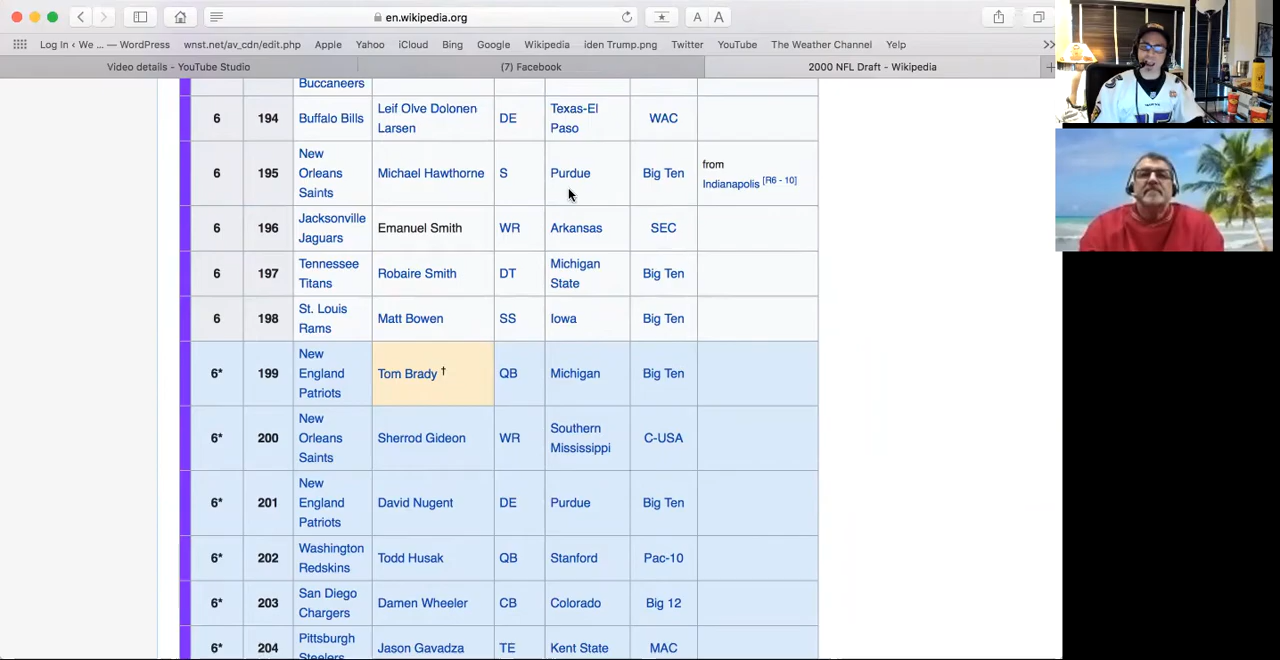 en.wikipedia.org
A A
Log In ‹ We ... — WordPress wnst.net/av_cdn/edit.php Apple Yahoo iCloud Bing Google Wikipedia iden Trump.png Twitter YouTube The Weather Channel Yelp
Video details - YouTube Studio (7) Facebook 2000 NFL Draft - Wikipedia
Buccaneers
6 194 Buffalo Bills Leif Olve Dolonen Larsen DE Texas-El Paso WAC
6 195 New Orleans Saints Michael Hawthorne S Purdue Big Ten from Indianapolis [R6 - 10]
6 196 Jacksonville Jaguars Emanuel Smith WR Arkansas SEC
6 197 Tennessee Titans Robaire Smith DT Michigan State Big Ten
6 198 St. Louis Rams Matt Bowen SS Iowa Big Ten
6* 199 New England Patriots Tom Brady † QB Michigan Big Ten
6* 200 New Orleans Saints Sherrod Gideon WR Southern Mississippi C-USA
6* 201 New England Patriots David Nugent DE Purdue Big Ten
6* 202 Washington Redskins Todd Husak QB Stanford Pac-10
6* 203 San Diego Chargers Damen Wheeler CB Colorado Big 12
6* 204 Pittsburgh Steelers Jason Gavadza TE Kent State MAC